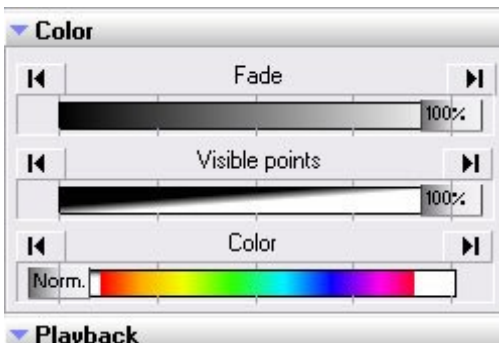 Color
Fade
100%
Visible points
100%
Color
Norm.
Playback